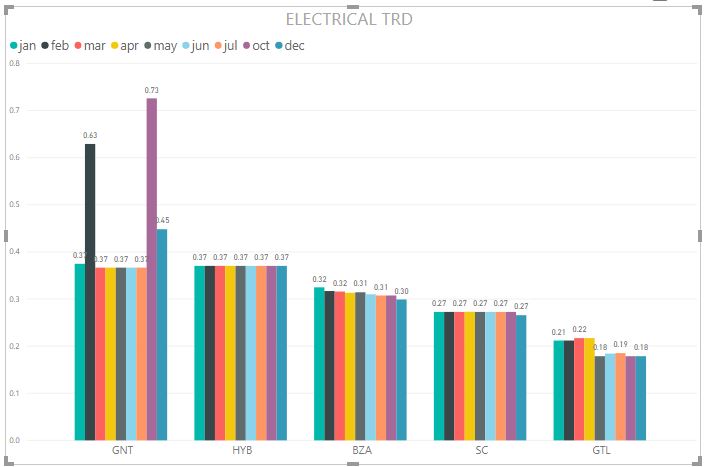 ELECTRICAL TRD
jan feb mar apr may jun jul oct dec
0.8
0.7
0.6
0.5
0.4
0.3
0.2
0.1
0.0
0.37 0.63 0.37 0.37 0.37 0.37 0.73 0.45
0.37 0.37 0.37 0.37 0.37
0.32 0.32 0.31 0.31 0.30
0.27 0.27 0.27 0.27 0.27
0.21 0.22 0.18 0.19 0.18
GNT HYB BZA SC GTL